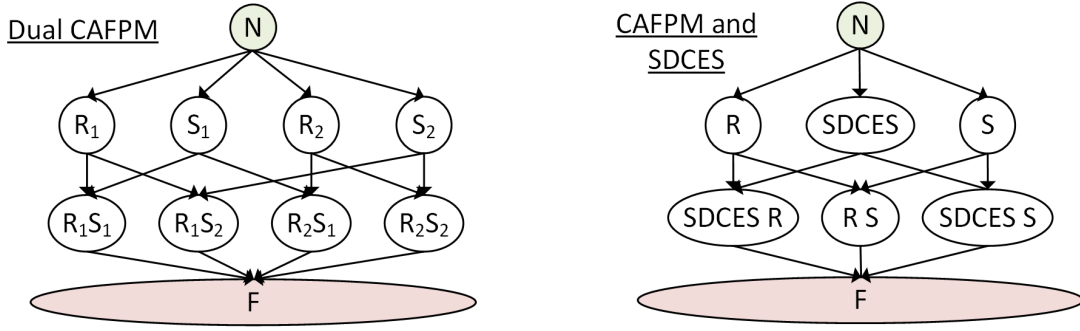 Dual CAFPM
N
R₁
S₁
R₂
S₂
R₁S₁
R₁S₂
R₂S₁
R₂S₂
F
CAFPM and
SDCES
N
R
SDCES
S
SDCES R
R S
SDCES S
F